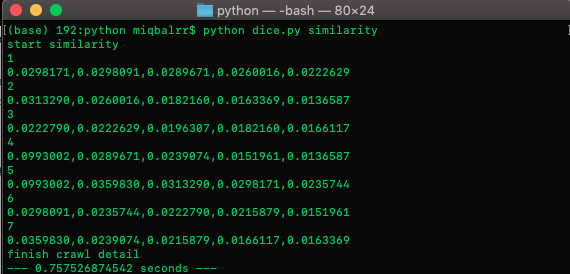 python — -bash — 80×24
[(base) 192:python miqbalrr$ python dice.py similarity ]
start similarity
1
0.0298171,0.0298091,0.0289671,0.0260016,0.0222629
2
0.0313290,0.0260016,0.0182160,0.0163369,0.0136587
3
0.0222790,0.0222629,0.0196307,0.0182160,0.0166117
4
0.0993002,0.0289671,0.0239074,0.0151961,0.0136587
5
0.0993002,0.0359830,0.0313290,0.0298171,0.0235744
6
0.0298091,0.0235744,0.0222790,0.0215879,0.0151961
7
0.0359830,0.0239074,0.0215879,0.0166117,0.0163369
finish crawl detail
--- 0.757526874542 seconds ---